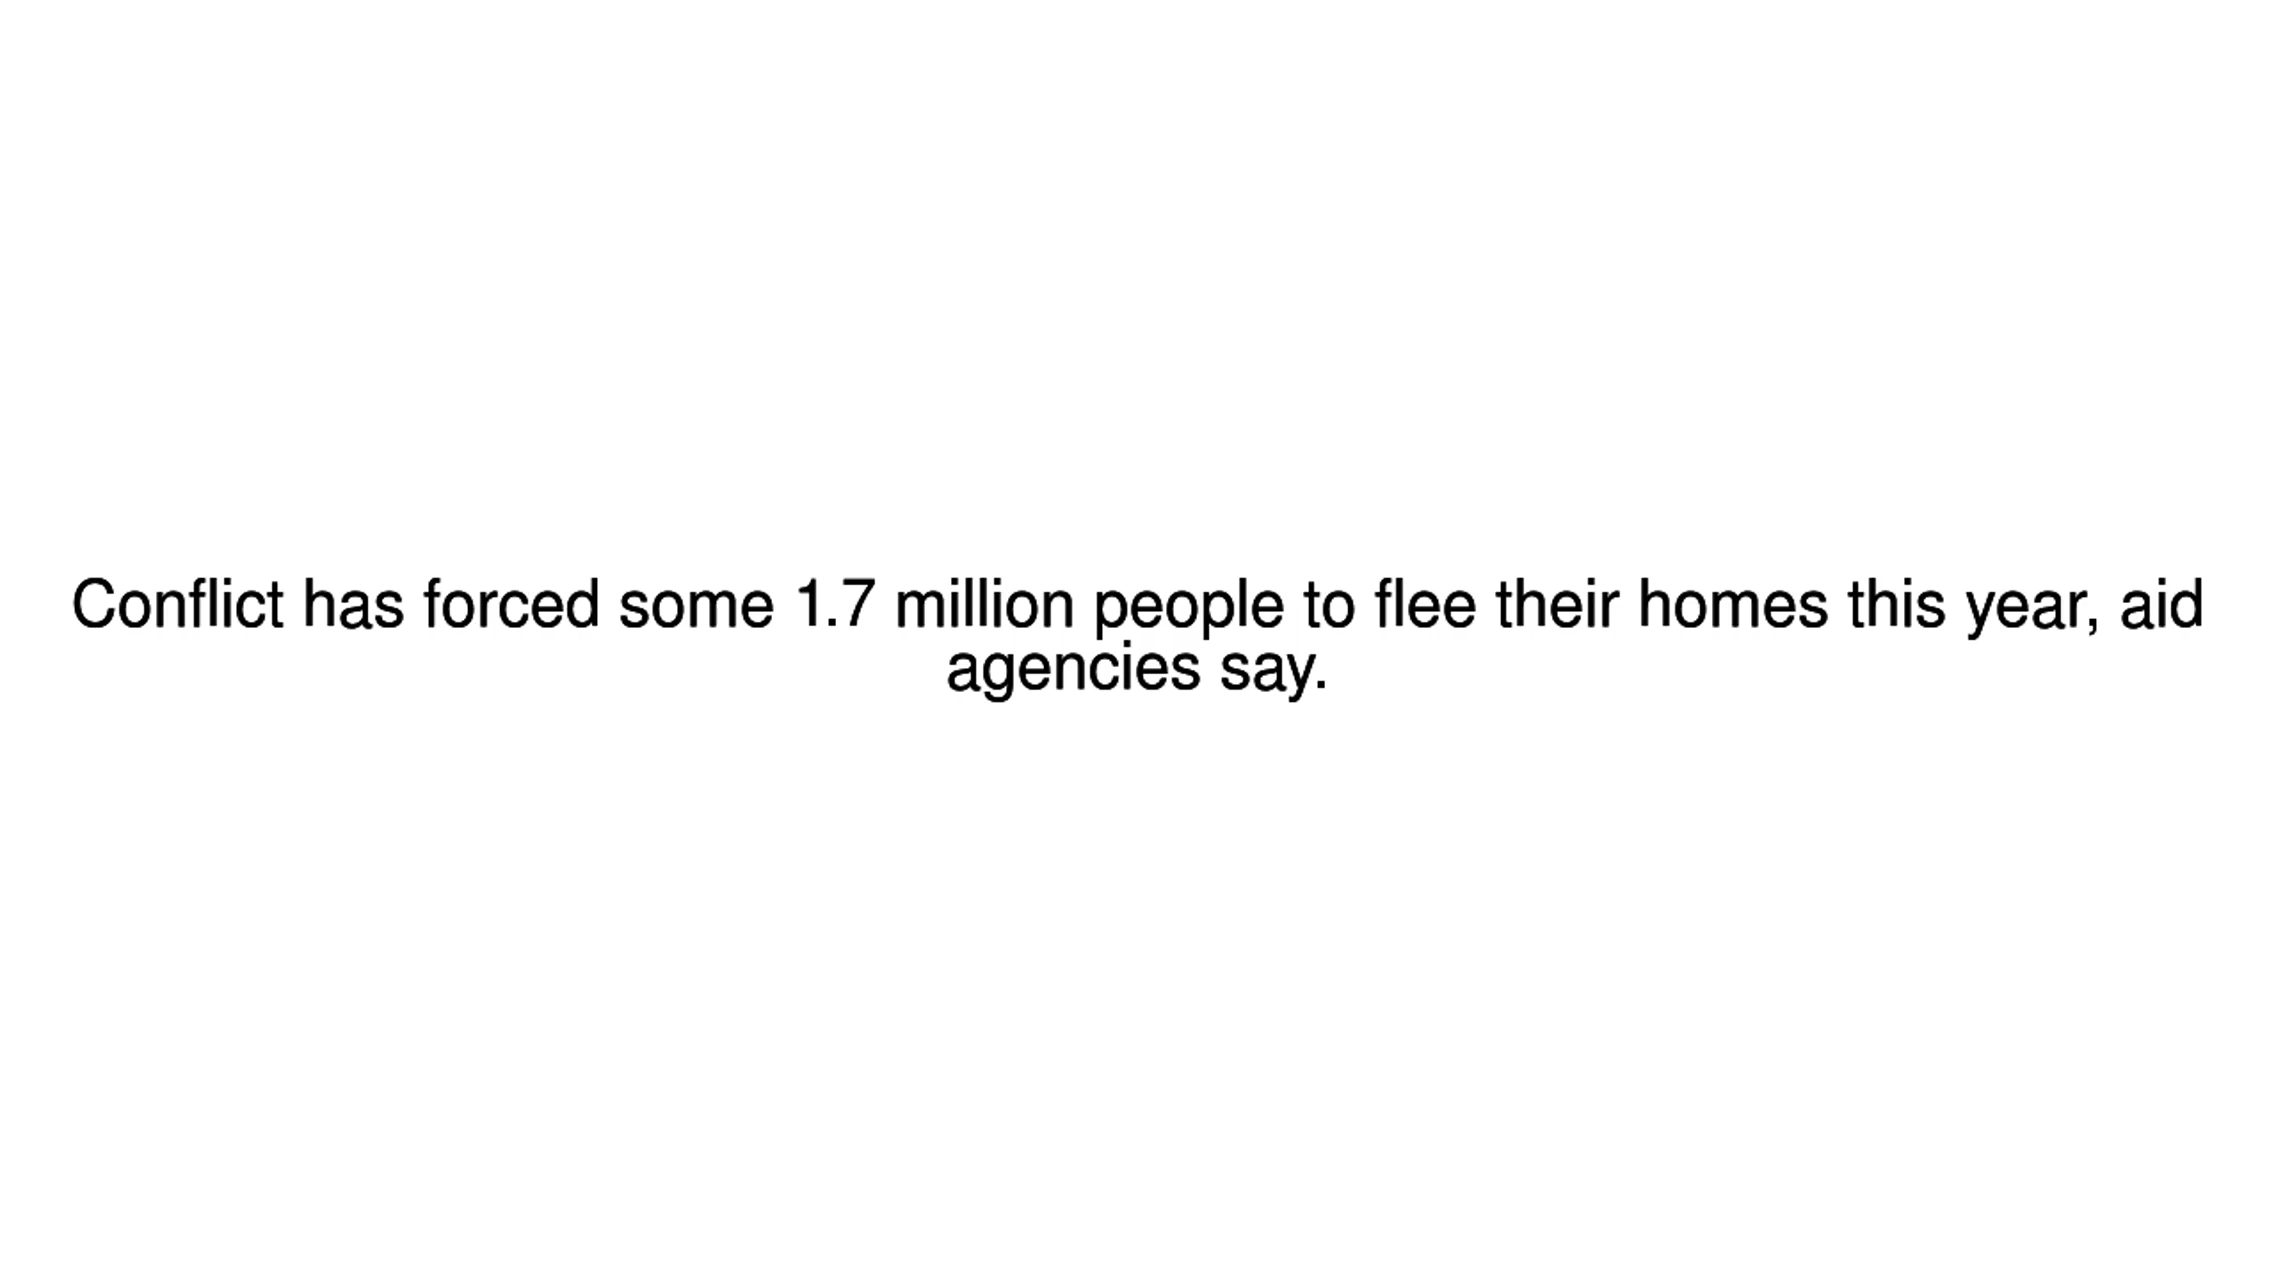 Conflict has forced some 1.7 million people to flee their homes this year, aid
agencies say.